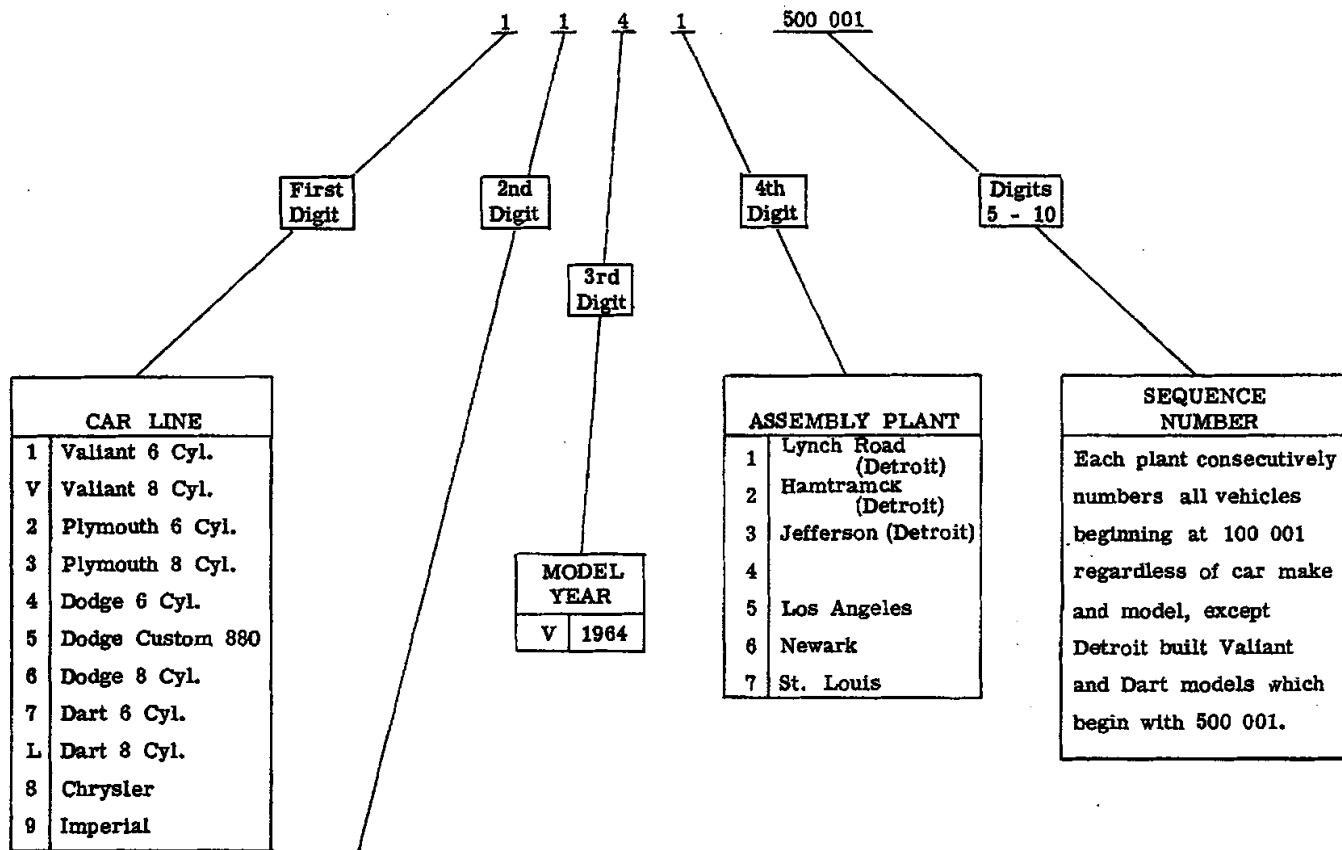 1 1 4 1 500 001
First
Digit
2nd
Digit
3rd
Digit
4th
Digit
Digits
5 - 10
CAR LINE
1 Valiant 6 Cyl.
V Valiant 8 Cyl.
2 Plymouth 6 Cyl.
3 Plymouth 8 Cyl.
4 Dodge 6 Cyl.
5 Dodge Custom 880
6 Dodge 8 Cyl.
7 Dart 6 Cyl.
L Dart 8 Cyl.
8 Chrysler
9 Imperial
MODEL
YEAR
V 1964
ASSEMBLY PLANT
1 Lynch Road
(Detroit)
2 Hamtramck
(Detroit)
3 Jefferson (Detroit)
4
5 Los Angeles
6 Newark
7 St. Louis
SEQUENCE
NUMBER
Each plant consecutively
numbers all vehicles
beginning at 100 001
regardless of car make
and model, except
Detroit built Valiant
and Dart models which
begin with 500 001.